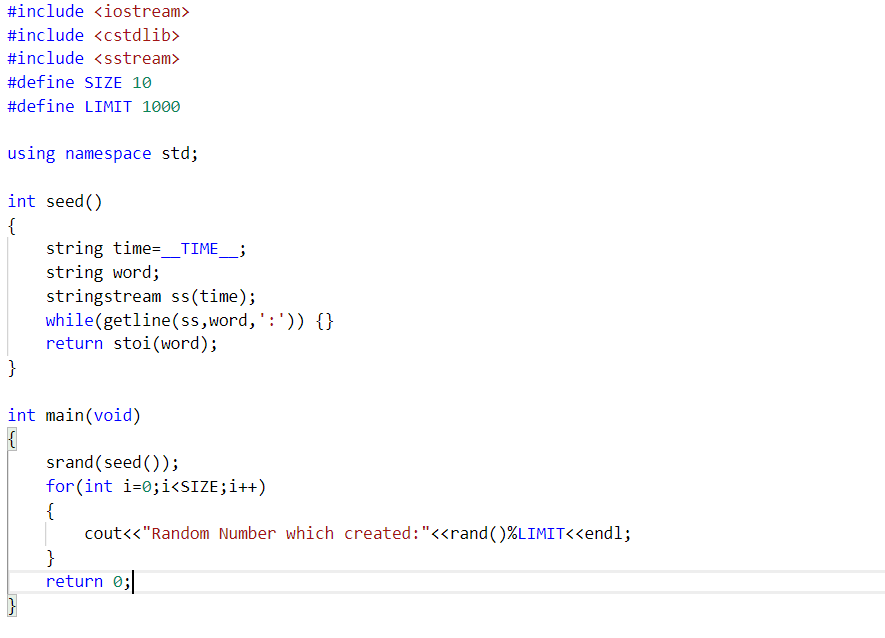 #include <iostream>
#include <cstdlib>
#include <sstream>
#define SIZE 10
#define LIMIT 1000

using namespace std;

int seed()
{
    string time=__TIME__;
    string word;
    stringstream ss(time);
    while(getline(ss,word,':')) {}
    return stoi(word);
}

int main(void)
{
    srand(seed());
    for(int i=0;i<SIZE;i++)
    {
        cout<<"Random Number which created:"<<rand()%LIMIT<<endl;
    }
    return 0;
}